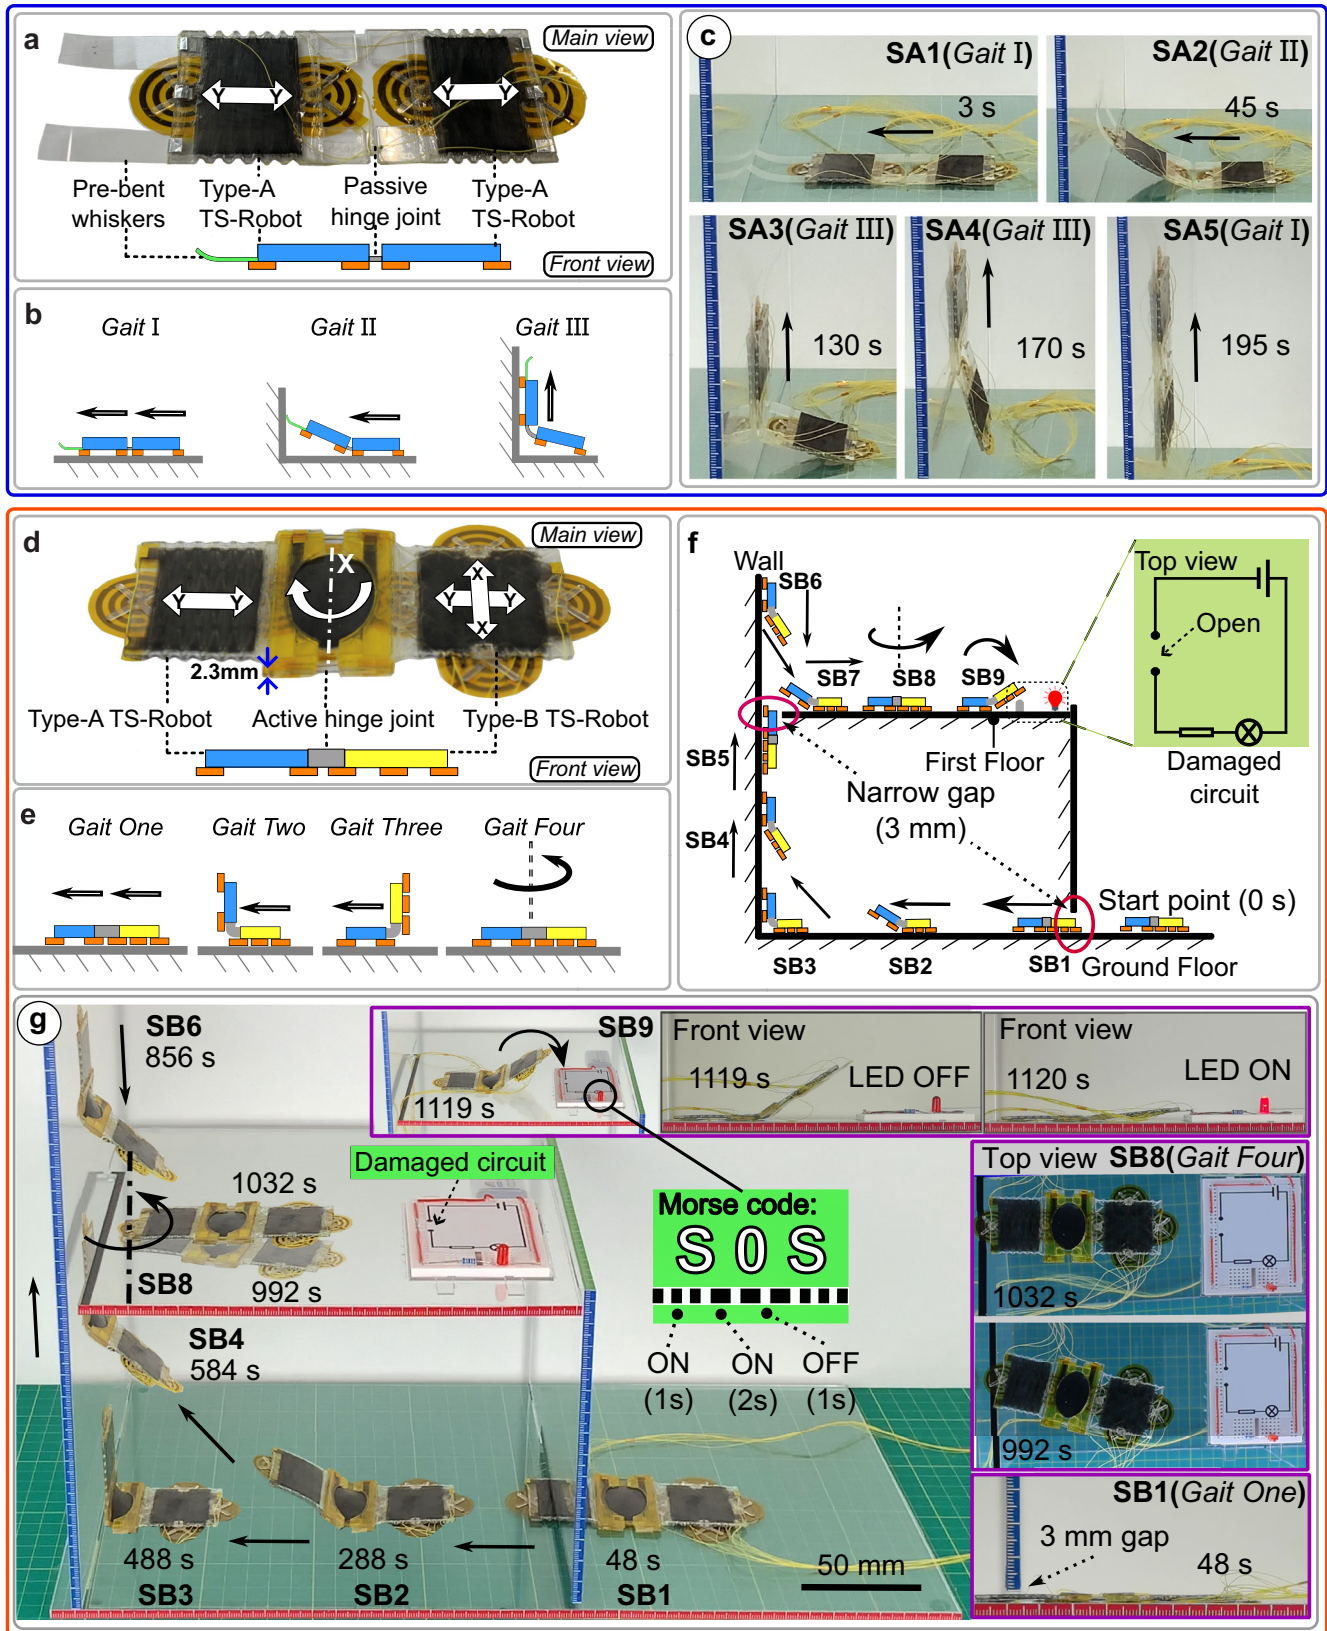 a
Main view
Y Y
Y Y
Pre-bent whiskers
Type-A TS-Robot
Passive hinge joint
Type-A TS-Robot
Front view
b
Gait I
Gait II
Gait III
c
SA1(Gait I)
3 s
SA2(Gait II)
45 s
SA3(Gait III)
130 s
SA4(Gait III)
170 s
SA5(Gait I)
195 s
d
Main view
Y Y
X
X
Y Y
X
2.3mm
Type-A TS-Robot
Active hinge joint
Type-B TS-Robot
Front view
e
Gait One
Gait Two
Gait Three
Gait Four
f
Wall
SB6
SB7
SB8
SB9
Top view
Open
Damaged circuit
First Floor
SB5
Narrow gap (3 mm)
SB4
Start point (0 s)
SB3
SB2
SB1
Ground Floor
g
SB6
856 s
SB9
1119 s
Front view
1119 s
LED OFF
Front view
1120 s
LED ON
Damaged circuit
1032 s
SB8
992 s
Morse code:
S O S
ON (1s)
ON (2s)
OFF (1s)
SB4
584 s
Top view SB8(Gait Four)
1032 s
992 s
488 s
SB3
288 s
SB2
48 s
SB1
50 mm
SB1(Gait One)
3 mm gap
48 s